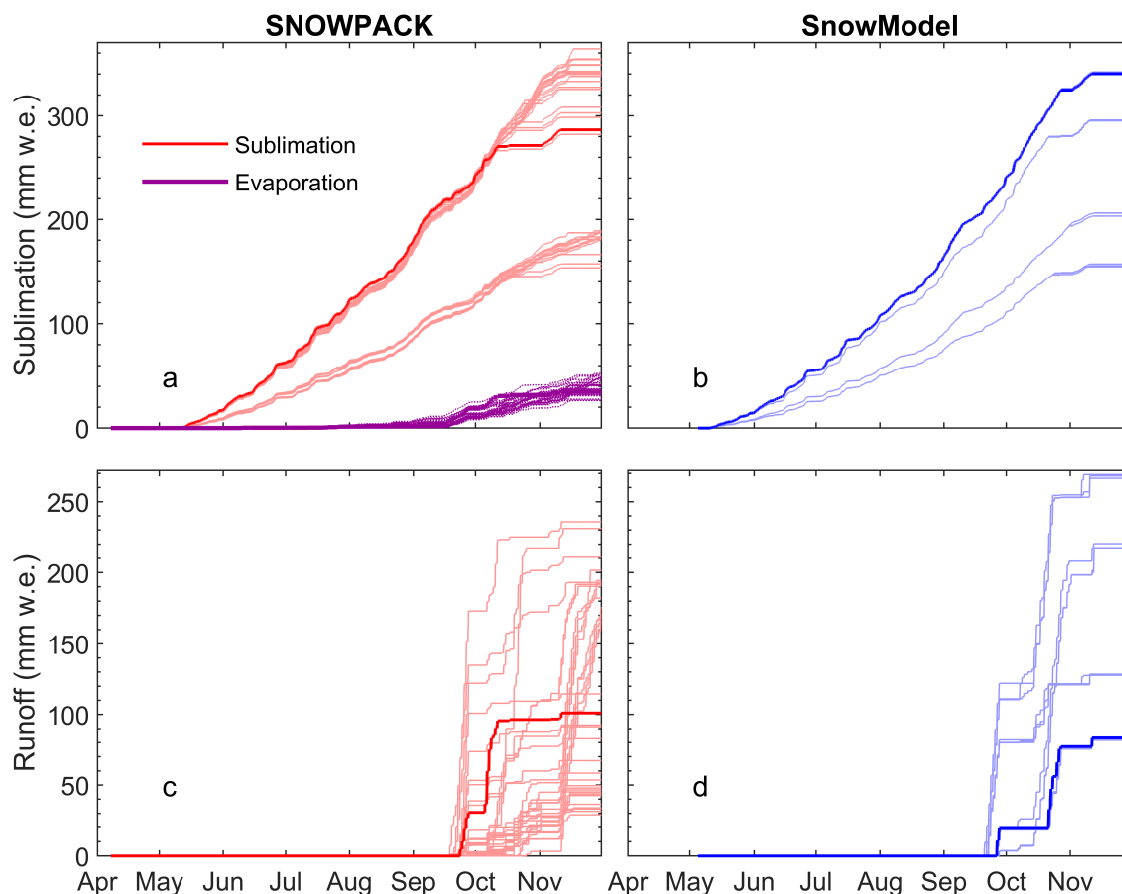 SNOWPACK
SnowModel
Sublimation (mm w.e.)
300
200
100
0
Sublimation
Evaporation
a
b
Runoff (mm w.e.)
250
200
150
100
50
0
c
d
Apr May Jun Jul Aug Sep Oct Nov
Apr May Jun Jul Aug Sep Oct Nov